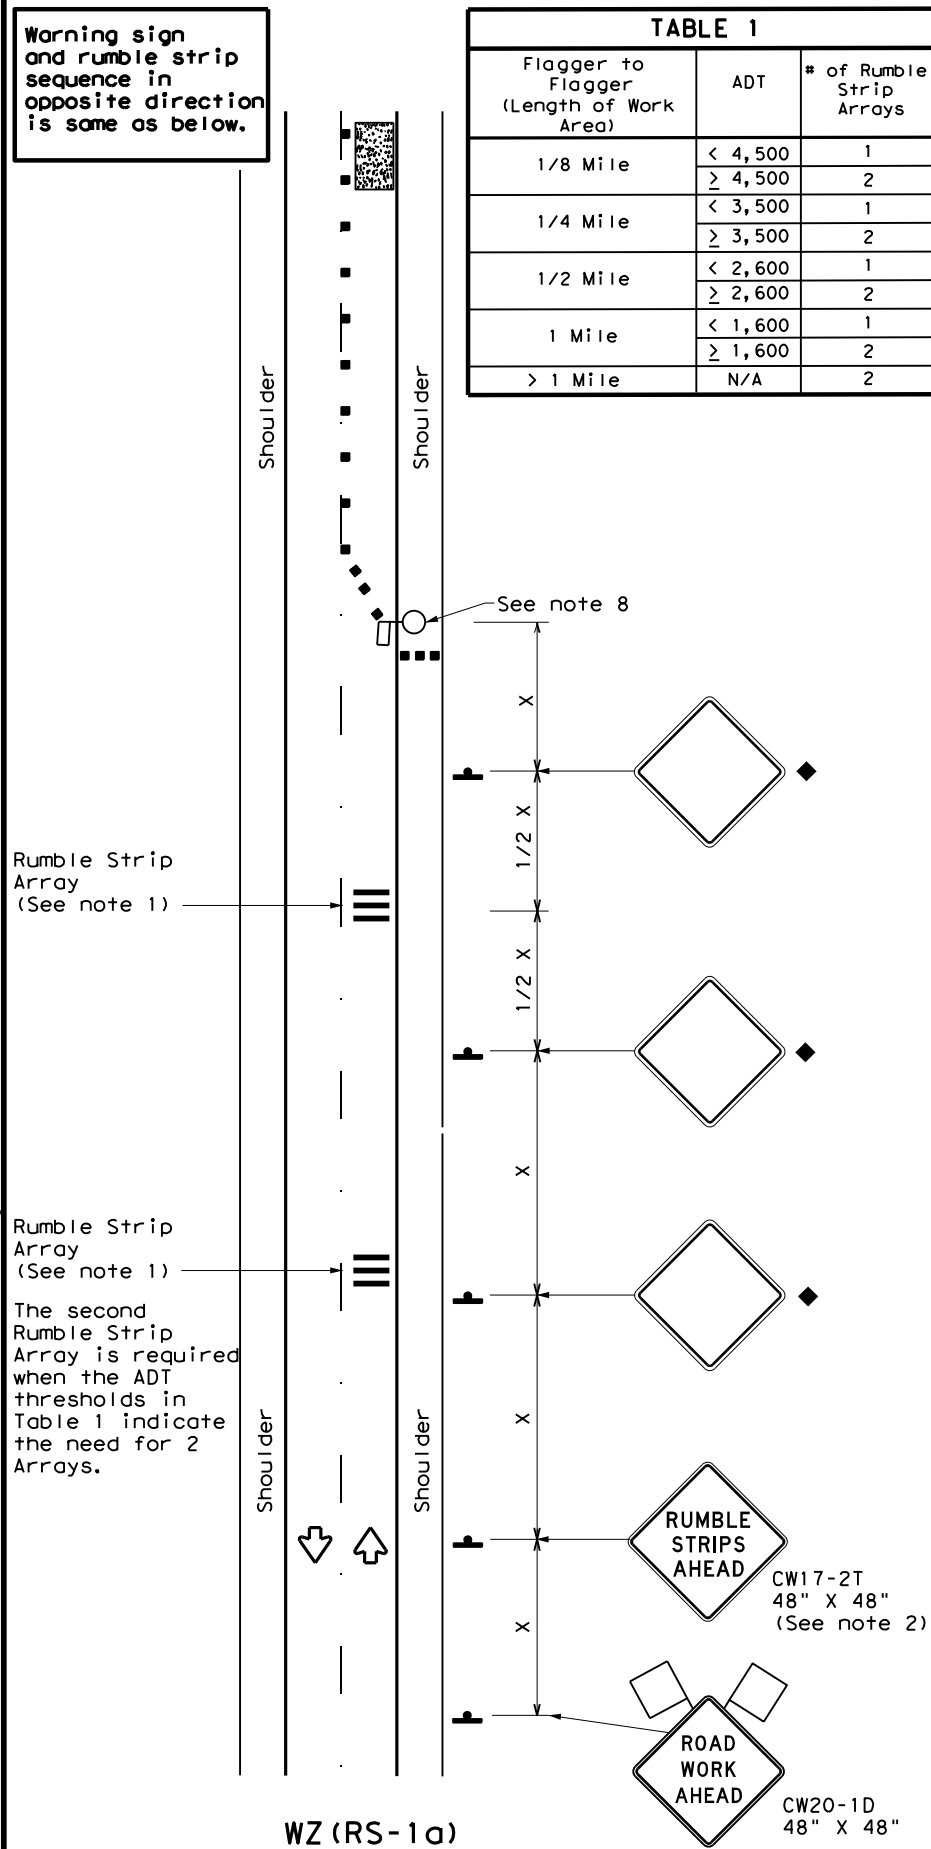 Warning sign
and rumble strip
sequence in
opposite direction
is same as below.
TABLE 1
Flagger to
Flagger
(Length of Work
Area)
ADT
# of Rumble
Strip
Arrays
1/8 Mile
< 4,500 1
≥ 4,500 2
1/4 Mile
< 3,500 1
≥ 3,500 2
1/2 Mile
< 2,600 1
≥ 2,600 2
1 Mile
< 1,600 1
≥ 1,600 2
> 1 Mile N/A 2
Shoulder
Shoulder
See note 8
X
1/2 X
Rumble Strip
Array
(See note 1)
1/2 X
X
Rumble Strip
Array
(See note 1)
The second
Rumble Strip
Array is required
when the ADT
thresholds in
Table 1 indicate
the need for 2
Arrays.
Shoulder
Shoulder
X
RUMBLE
STRIPS
AHEAD
CW17-2T
48" X 48"
(See note 2)
X
ROAD
WORK
AHEAD
CW20-1D
48" X 48"
WZ(RS-1a)